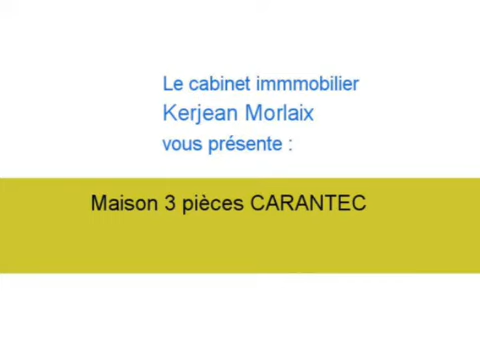 Le cabinet immmobilier
Kerjean Morlaix
vous présente :
Maison 3 pièces CARANTEC